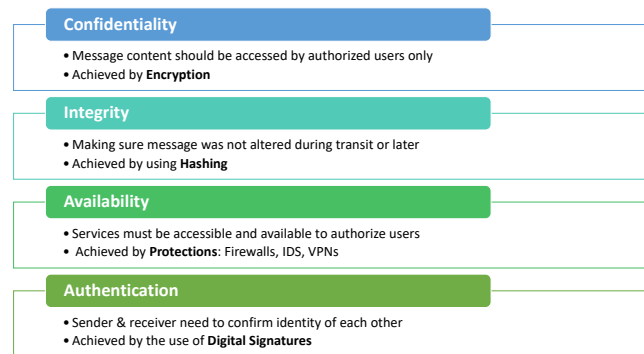 Confidentiality
• Message content should be accessed by authorized users only
• Achieved by Encryption
Integrity
• Making sure message was not altered during transit or later
• Achieved by using Hashing
Availability
• Services must be accessible and available to authorize users
• Achieved by Protections: Firewalls, IDS, VPNs
Authentication
• Sender & receiver need to confirm identity of each other
• Achieved by the use of Digital Signatures